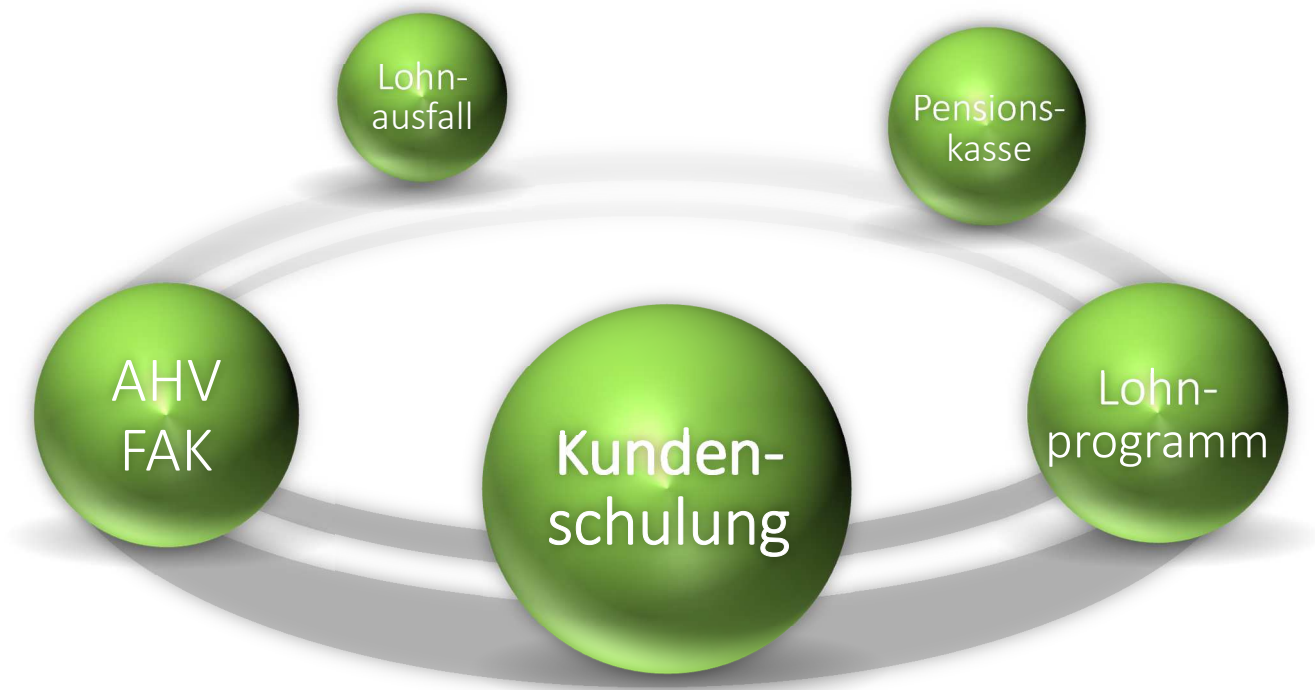 Lohn-
ausfall
Pensions-
kasse
AHV
FAK
Kunden-
schulung
Lohn-
programm